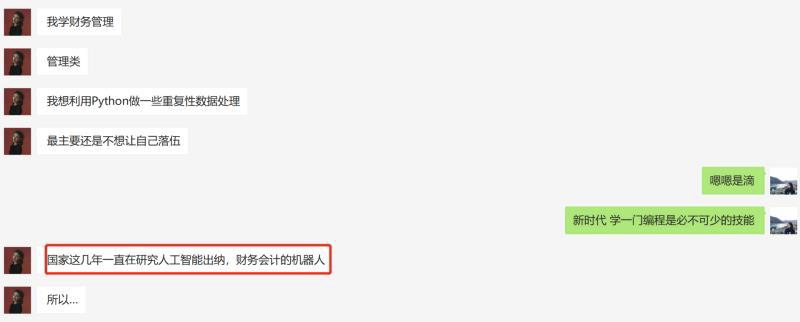 我学财务管理
管理类
我想利用Python做一些重复性数据处理
最主要还是不想让自己落伍
嗯嗯是滴
新时代 学一门编程是必不可少的技能
国家这几年一直在研究人工智能出纳，财务会计的机器人
所以...